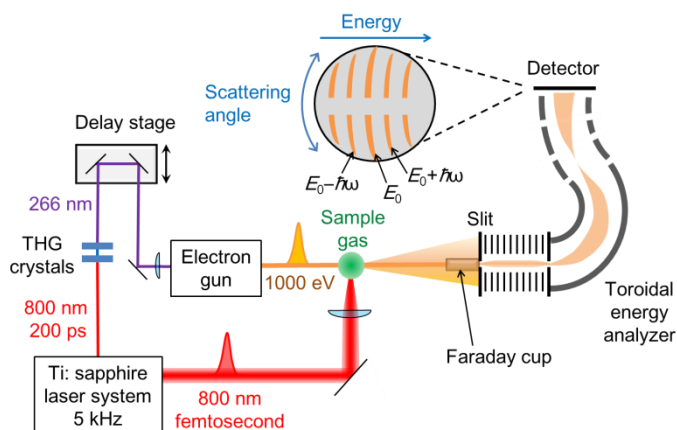 Energy
Scattering
angle
Detector
Delay stage
E₀−ħω
E₀
E₀+ħω
266 nm
THG
crystals
Electron
gun
Sample
gas
1000 eV
Slit
800 nm
200 ps
Toroidal
energy
analyzer
Faraday cup
Ti: sapphire
laser system
5 kHz
800 nm
femtosecond